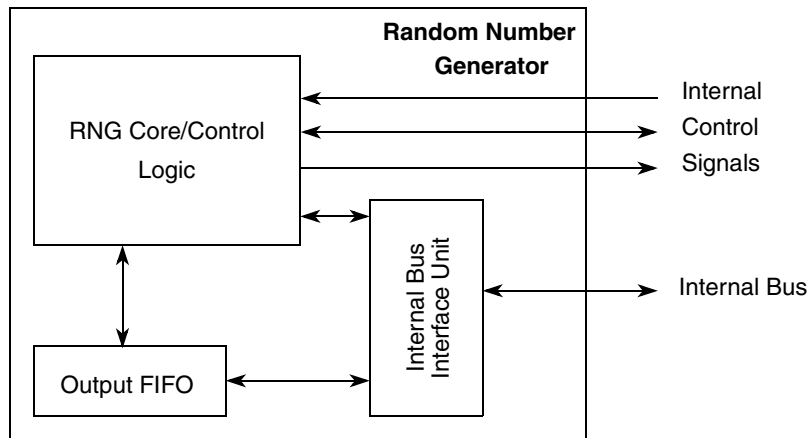 Random Number
Generator
RNG Core/Control
Logic
Internal
Control
Signals
Internal Bus
Interface Unit
Internal Bus
Output FIFO